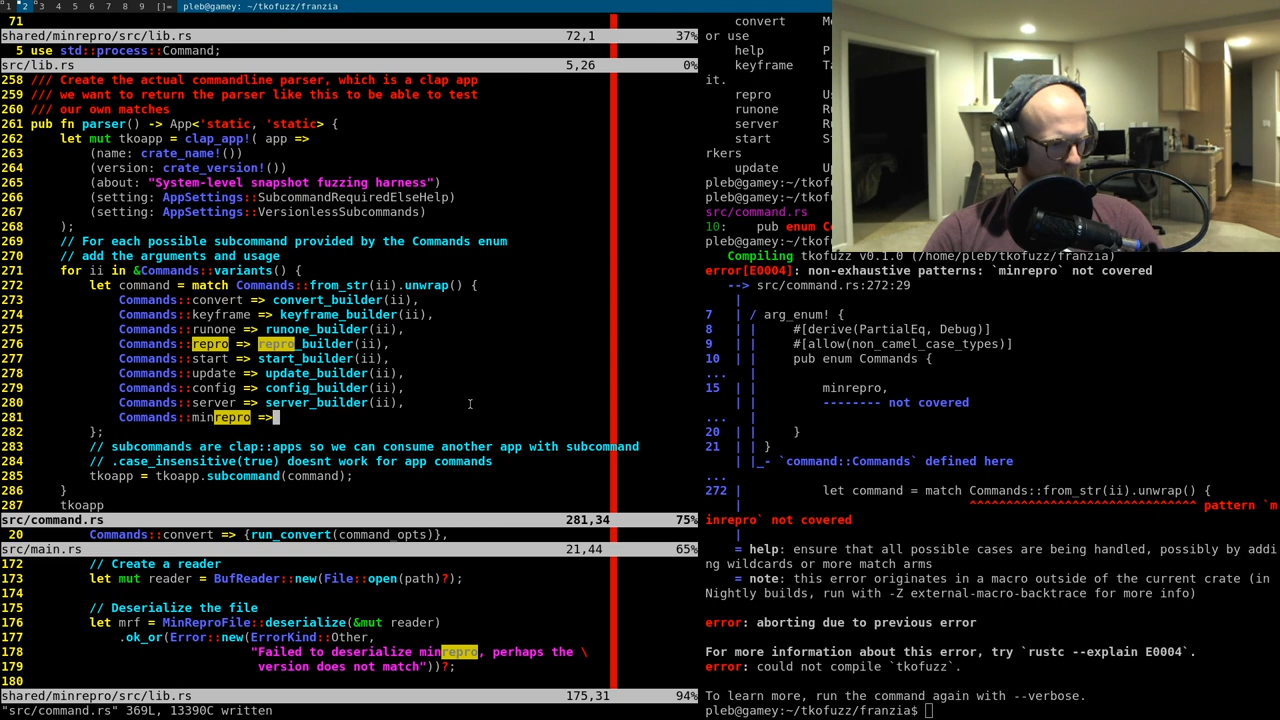 1 2 3 4 5 6 7 8 9 []= pleb@gamey: ~/tkofuzz/franzia
71
shared/minrepro/src/lib.rs 72,1 37%
5 use std::process::Command;
src/lib.rs 5,26 0%
258 /// Create the actual commandline parser, which is a clap app
259 /// we want to return the parser like this to be able to test
260 /// our own matches
261 pub fn parser() -> App<'static, 'static> {
262 let mut tkoapp = clap_app!( app =>
263 (name: crate_name!())
264 (version: crate_version!())
265 (about: "System-level snapshot fuzzing harness")
266 (setting: AppSettings::SubcommandRequiredElseHelp)
267 (setting: AppSettings::VersionlessSubcommands)
268 );
269 // For each possible subcommand provided by the Commands enum
270 // add the arguments and usage
271 for ii in &Commands::variants() {
272 let command = match Commands::from_str(ii).unwrap() {
273 Commands::convert => convert_builder(ii),
274 Commands::keyframe => keyframe_builder(ii),
275 Commands::runone => runone_builder(ii),
276 Commands::repro => repro_builder(ii),
277 Commands::start => start_builder(ii),
278 Commands::update => update_builder(ii),
279 Commands::config => config_builder(ii),
280 Commands::server => server_builder(ii),
281 Commands::minrepro =>
282 };
283 // subcommands are clap::apps so we can consume another app with subcommand
284 // .case_insensitive(true) doesnt work for app commands
285 tkoapp = tkoapp.subcommand(command);
286 }
287 tkoapp
src/command.rs 281,34 75%
20 Commands::convert => {run_convert(command_opts)},
src/main.rs 21,44 65%
172 // Create a reader
173 let mut reader = BufReader::new(File::open(path)?);
174
175 // Deserialize the file
176 let mrf = MinReproFile::deserialize(&mut reader)
177 .ok_or(Error::new(ErrorKind::Other,
178 "Failed to deserialize minrepro, perhaps the \
179 version does not match"))?;
180
shared/minrepro/src/lib.rs 175,31 94%
"src/command.rs" 369L, 13390C written
convert
or use
help
keyframe
it.
repro
runone
server
start
rkers
update
pleb@gamey:~/tkofu
pleb@gamey:~/tkofu
src/command.rs
10: pub enum
pleb@gamey:~/tkofu
Compiling tkofuzz v0.1.0 (/home/pleb/tkofuzz/franzia)
error[E0004]: non-exhaustive patterns: `minrepro` not covered
--> src/command.rs:272:29
|
7 | / arg_enum! {
8 | | #[derive(PartialEq, Debug)]
9 | | #[allow(non_camel_case_types)]
10 | | pub enum Commands {
... |
15 | | minrepro,
| | -------- not covered
... |
20 | | }
21 | | }
| |_- `command::Commands` defined here
...
272 | let command = match Commands::from_str(ii).unwrap() {
| ^^^^^^^^^^^^^^^^^^^^^^^^^^^^^^ pattern `m
inrepro` not covered
|
= help: ensure that all possible cases are being handled, possibly by addi
ng wildcards or more match arms
= note: this error originates in a macro outside of the current crate (in
Nightly builds, run with -Z external-macro-backtrace for more info)
error: aborting due to previous error
For more information about this error, try `rustc --explain E0004`.
error: could not compile `tkofuzz`.
To learn more, run the command again with --verbose.
pleb@gamey:~/tkofuzz/franzia$